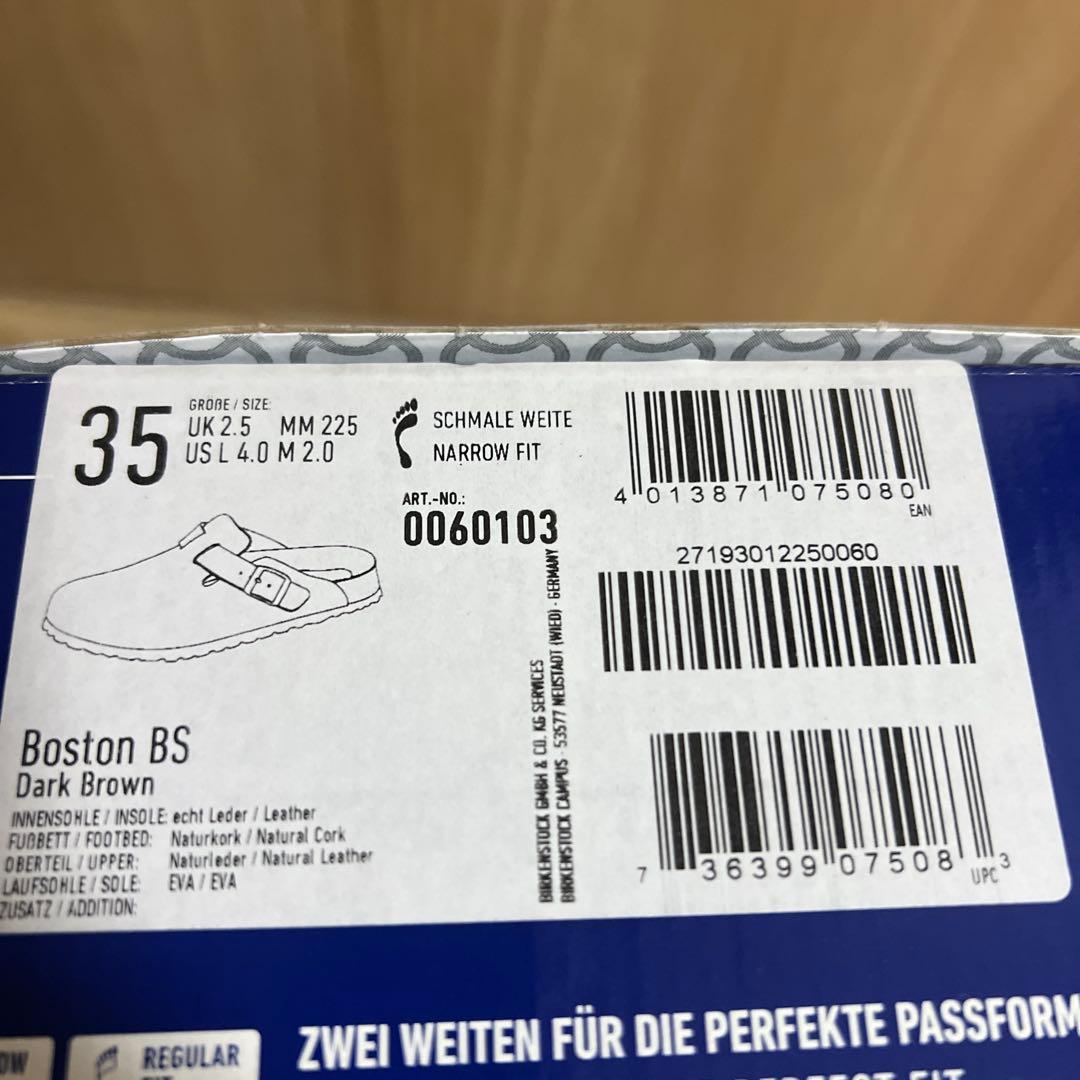 35
GRÖßE / SIZE:
UK 2.5 MM 225
US L 4.0 M 2.0
SCHMALE WEITE
NARROW FIT
ART.-NO.:
0060103
4 013871 075080
EAN
27193012250060
7 36399 07508 3
UPC
BIRKENSTOCK GMBH & CO. KG SERVICES
BIRKENSTOCK CAMPUS · 53577 NEUSTADT (WIED) · GERMANY
Boston BS
Dark Brown
INNENSOHLE / INSOLE: echt Leder / Leather
FUßBETT / FOOTBED: Naturkork / Natural Cork
OBERTEIL / UPPER: Naturleder / Natural Leather
LAUFSOHLE / SOLE: EVA / EVA
ZUSATZ / ADDITION:
REGULAR
ZWEI WEITEN FÜR DIE PERFEKTE PASSFORM